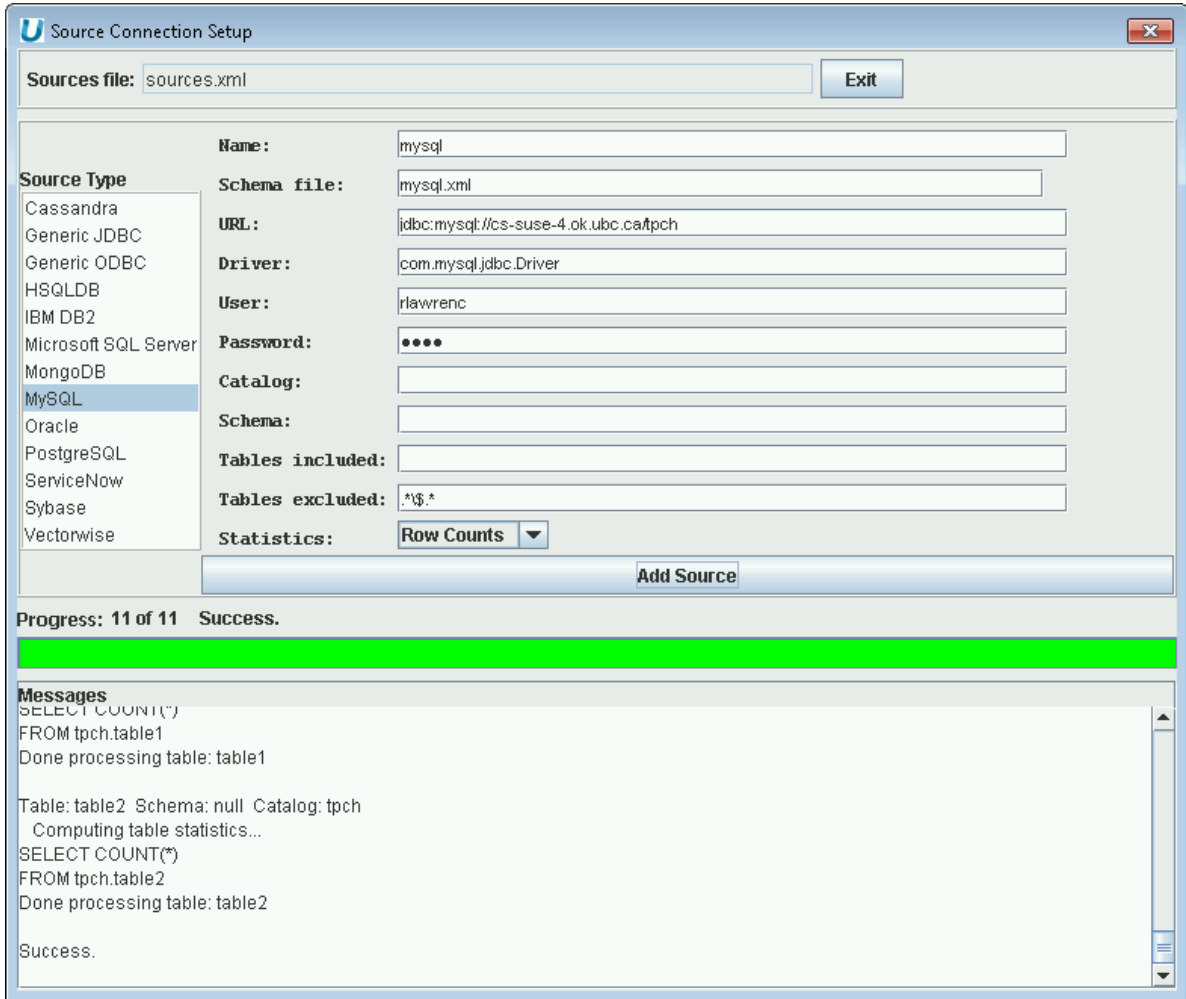 Source Connection Setup
Sources file: sources.xml Exit
Source Type
Cassandra
Generic JDBC
Generic ODBC
HSQLDB
IBM DB2
Microsoft SQL Server
MongoDB
MySQL
Oracle
PostgreSQL
ServiceNow
Sybase
Vectorwise
Name: mysql
Schema file: mysql.xml
URL: jdbc:mysql://cs-suse-4.ok.ubc.ca/tpch
Driver: com.mysql.jdbc.Driver
User: rlawrenc
Password: ●●●●
Catalog:
Schema:
Tables included:
Tables excluded: .*\$.*
Statistics: Row Counts
Add Source
Progress: 11 of 11 Success.
Messages
SELECT COUNT(*)
FROM tpch.table1
Done processing table: table1
Table: table2 Schema: null Catalog: tpch
Computing table statistics...
SELECT COUNT(*)
FROM tpch.table2
Done processing table: table2
Success.